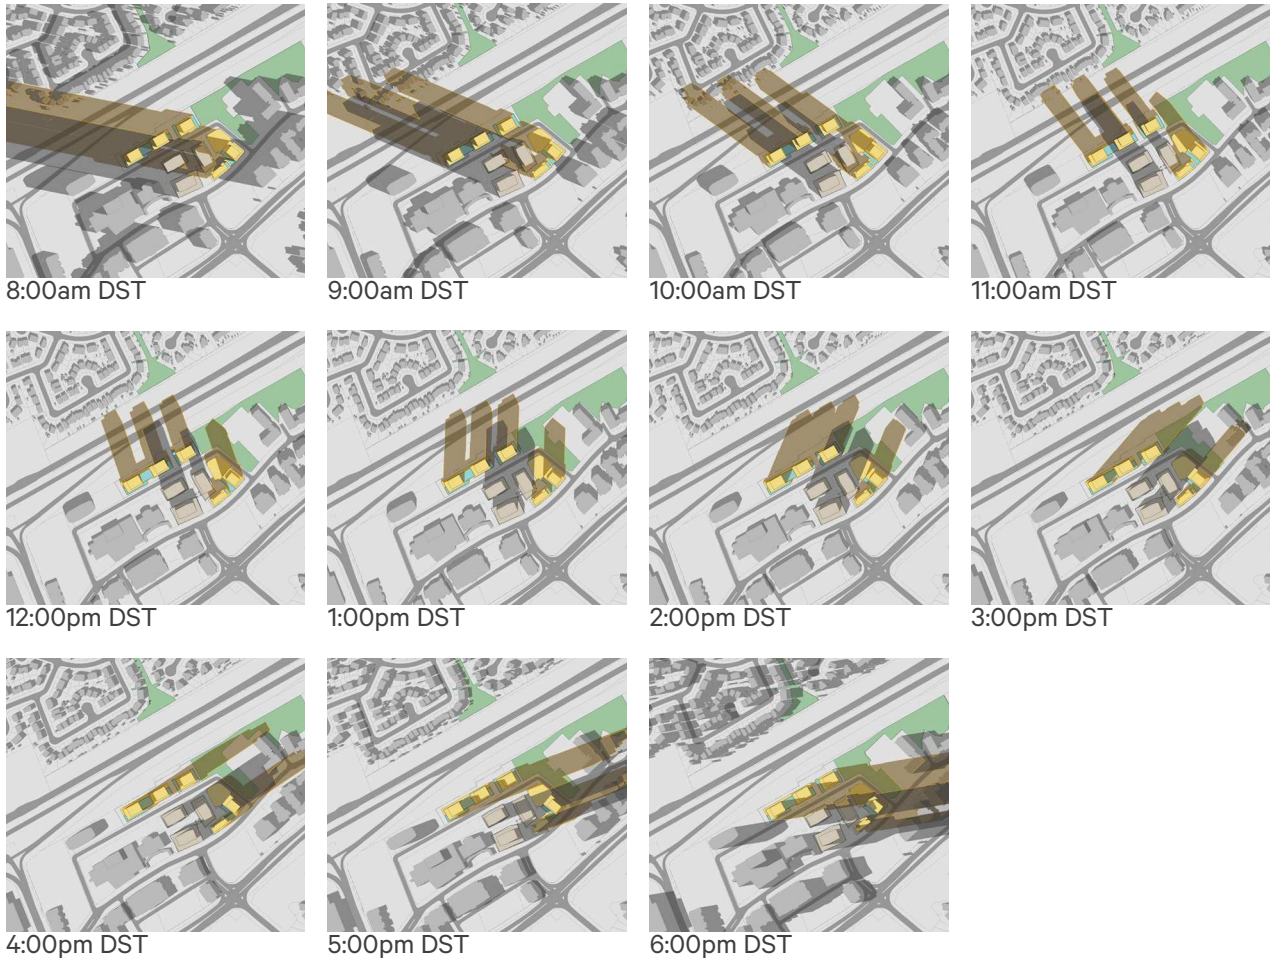 8:00am DST
9:00am DST
10:00am DST
11:00am DST
12:00pm DST
1:00pm DST
2:00pm DST
3:00pm DST
4:00pm DST
5:00pm DST
6:00pm DST